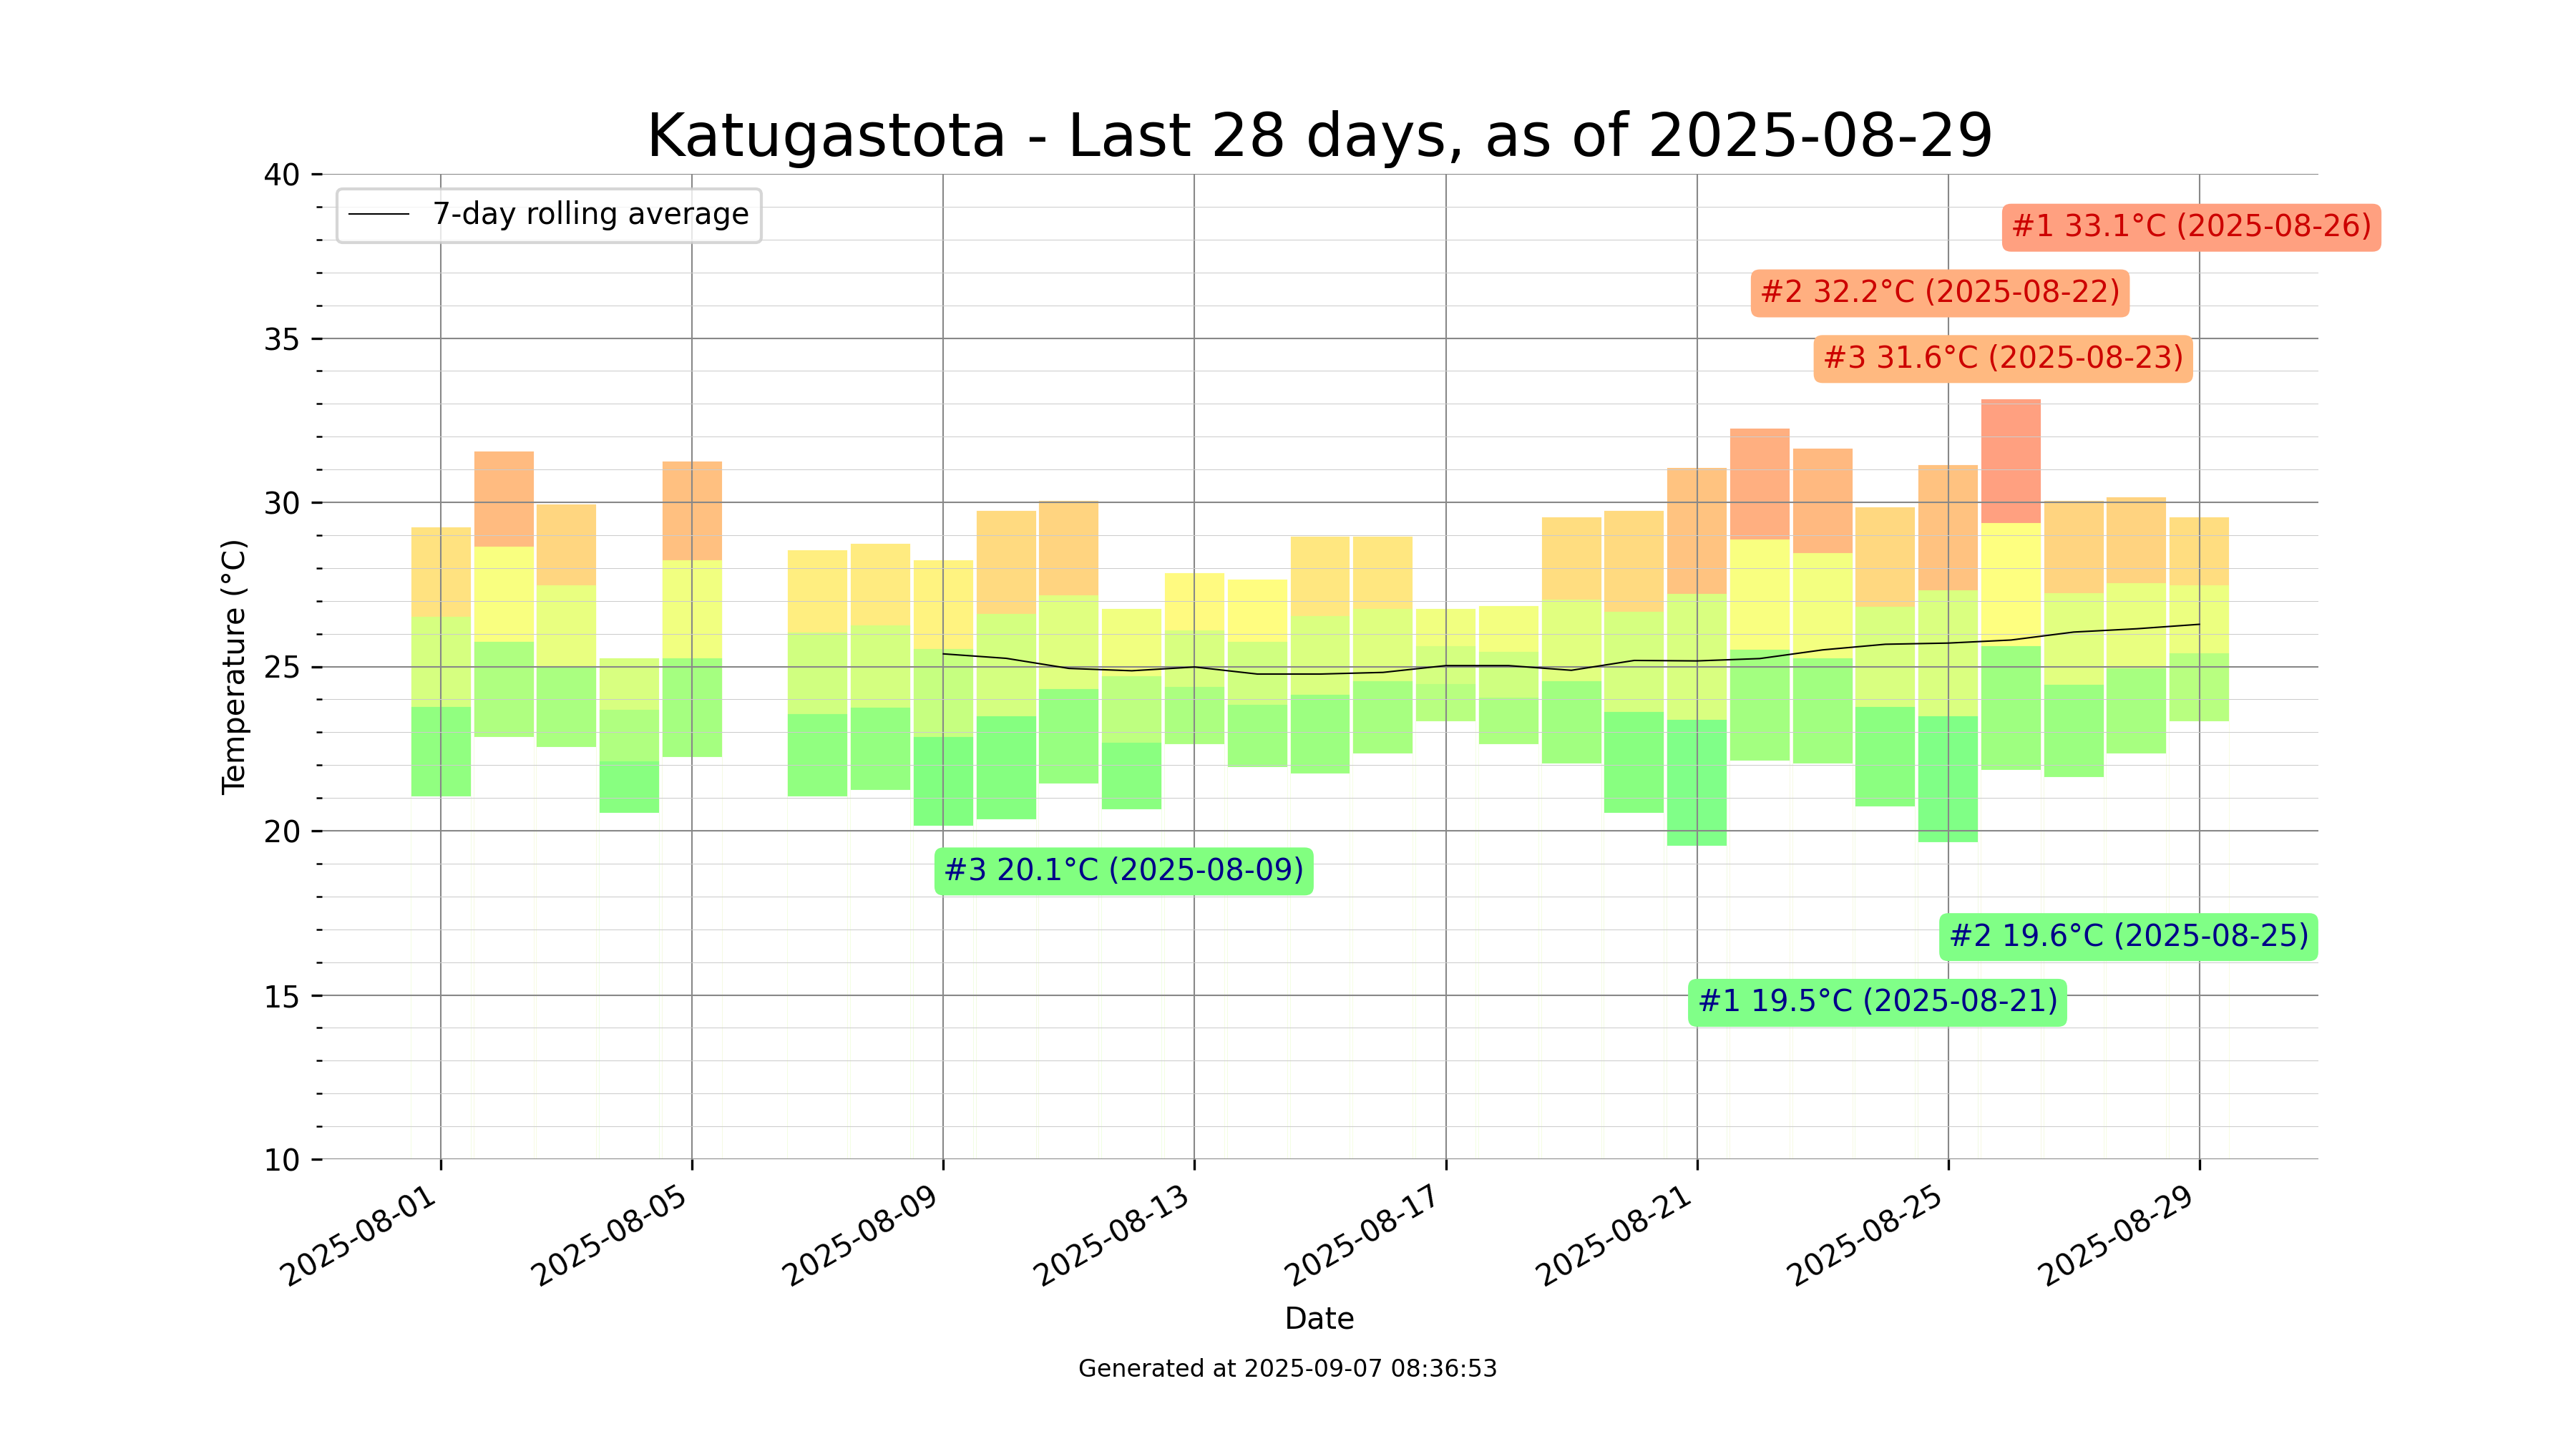 Katugastota - Last 28 days, as of 2025-08-29
7-day rolling average
#1 33.1°C (2025-08-26)
#2 32.2°C (2025-08-22)
#3 31.6°C (2025-08-23)
#3 20.1°C (2025-08-09)
#2 19.6°C (2025-08-25)
#1 19.5°C (2025-08-21)
Temperature (°C)
40
35
30
25
20
15
10
2025-08-01
2025-08-05
2025-08-09
2025-08-13
2025-08-17
2025-08-21
2025-08-25
2025-08-29
Date
Generated at 2025-09-07 08:36:53